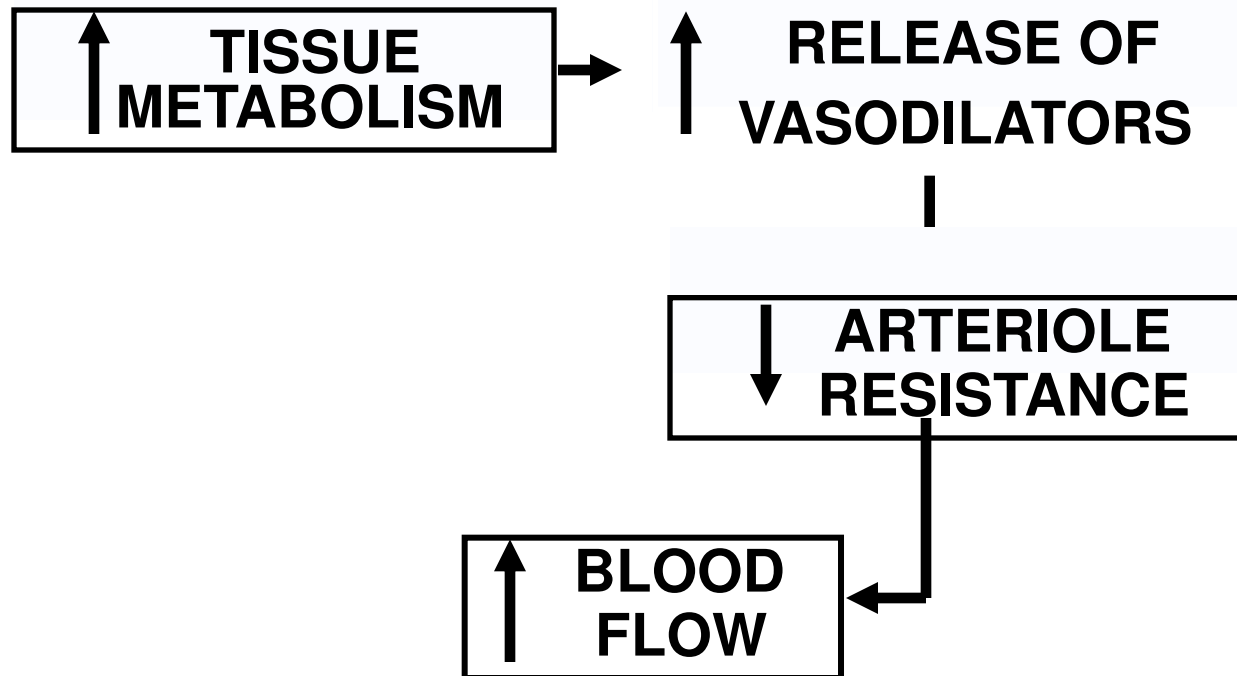 TISSUE
METABOLISM
RELEASE OF
VASODILATORS
ARTERIOLE
RESISTANCE
BLOOD
FLOW